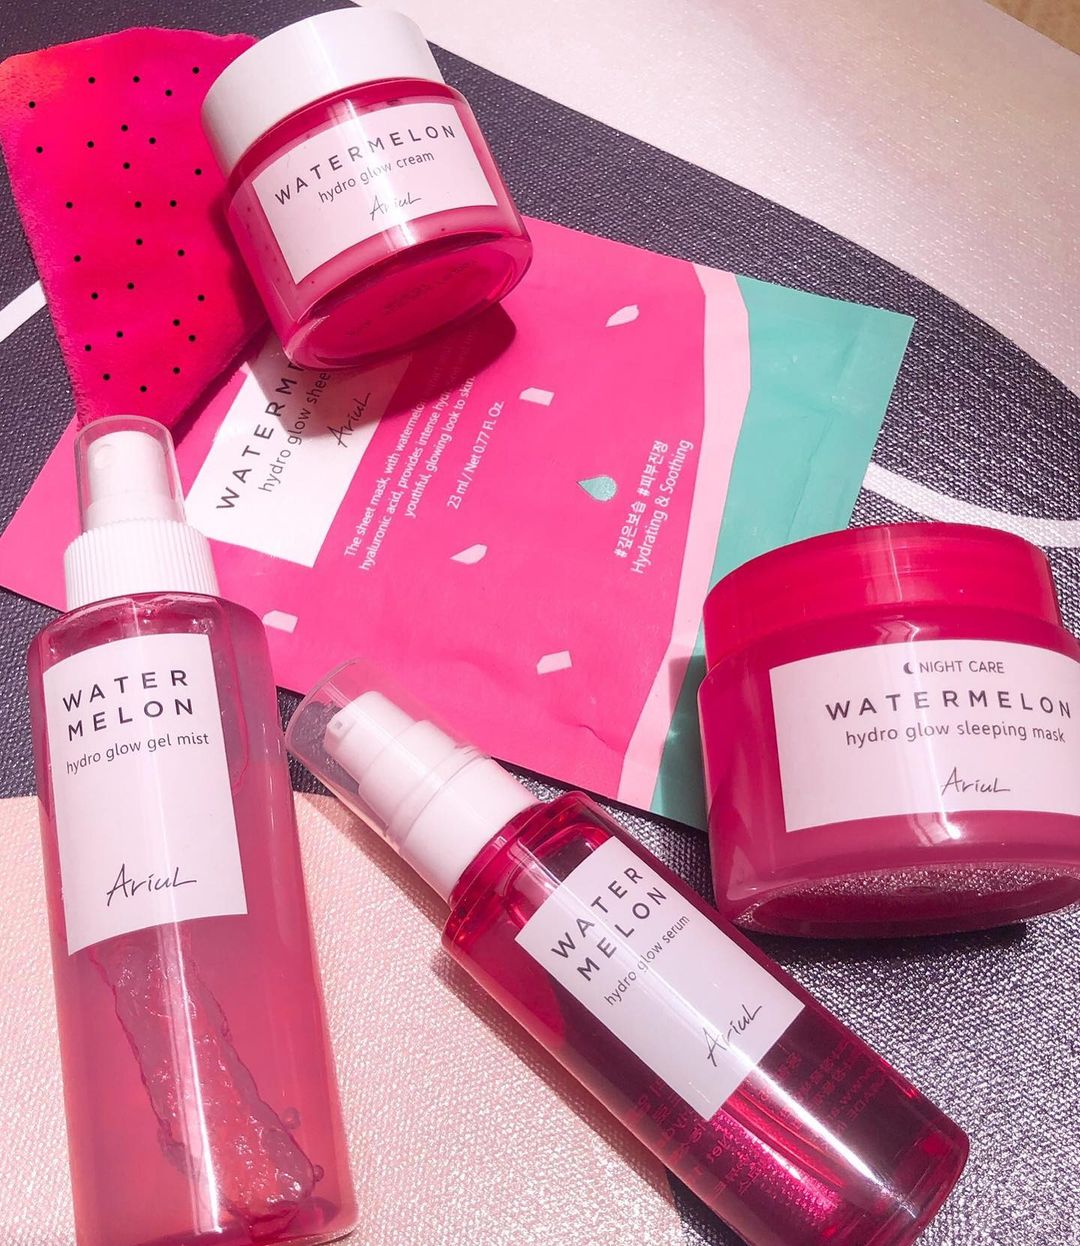 WATERMELON
hydro glow cream
Ariul
WATERM
hydro glow shee
Ariul
The sheet mask, with watermelon
hyaluronic acid, provides intense hyd
youthful, glowing look to skin.
23 ml / Net 0.77 FL Oz.
#깊은보습 #피부진정
Hydrating & Soothing
WATER
MELON
hydro glow gel mist
Ariul
WATER
MELON
hydro glow serum
Ariul
NIGHT CARE
WATERMELON
hydro glow sleeping mask
Ariul